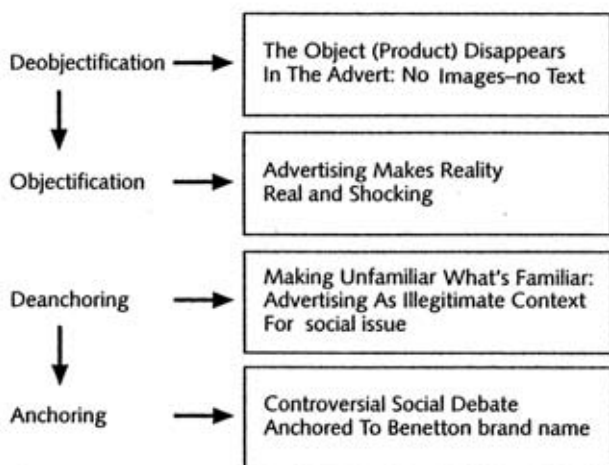 Deobjectification
The Object (Product) Disappears
In The Advert: No Images–no Text
Objectification
Advertising Makes Reality
Real and Shocking
Deanchoring
Making Unfamiliar What's Familiar:
Advertising As Illegitimate Context
For social issue
Anchoring
Controversial Social Debate
Anchored To Benetton brand name